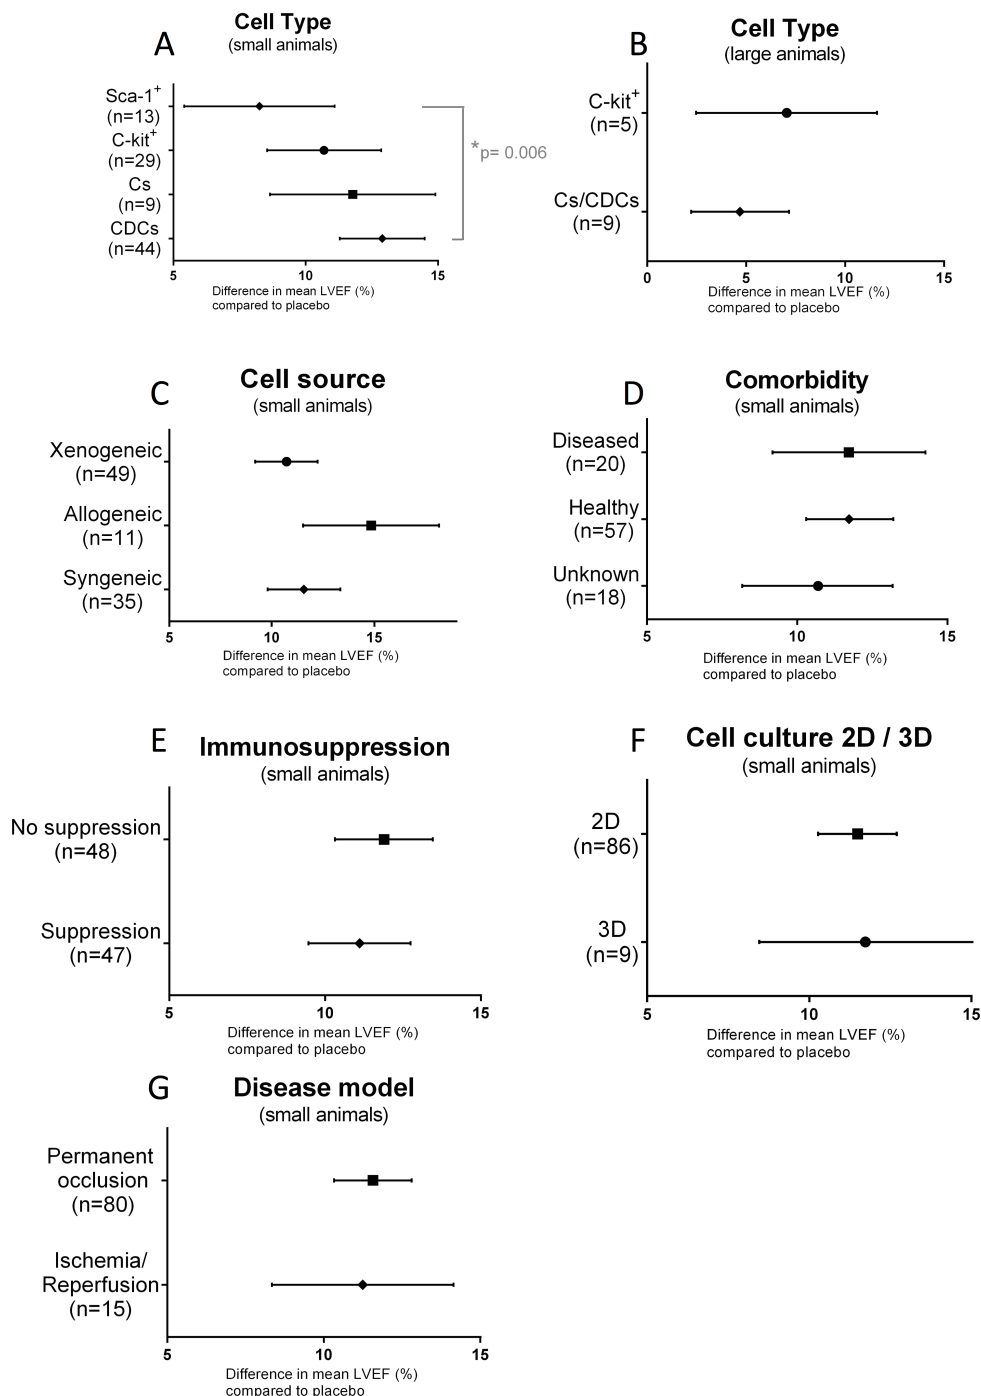 A
Cell Type
(small animals)
Sca-1+
(n=13)
C-kit+
(n=29)
Cs
(n=9)
CDCs
(n=44)
*p= 0.006
5 10 15
Difference in mean LVEF (%)
compared to placebo
B
Cell Type
(large animals)
C-kit+
(n=5)
Cs/CDCs
(n=9)
0 5 10 15
Difference in mean LVEF (%)
compared to placebo
C
Cell source
(small animals)
Xenogeneic
(n=49)
Allogeneic
(n=11)
Syngeneic
(n=35)
5 10 15
Difference in mean LVEF (%)
compared to placebo
D
Comorbidity
(small animals)
Diseased
(n=20)
Healthy
(n=57)
Unknown
(n=18)
5 10 15
Difference in mean LVEF (%)
compared to placebo
E
Immunosuppression
(small animals)
No suppression
(n=48)
Suppression
(n=47)
5 10 15
Difference in mean LVEF (%)
compared to placebo
F
Cell culture 2D / 3D
(small animals)
2D
(n=86)
3D
(n=9)
5 10 15
Difference in mean LVEF (%)
compared to placebo
G
Disease model
(small animals)
Permanent
occlusion
(n=80)
Ischemia/
Reperfusion
(n=15)
5 10 15
Difference in mean LVEF (%)
compared to placebo